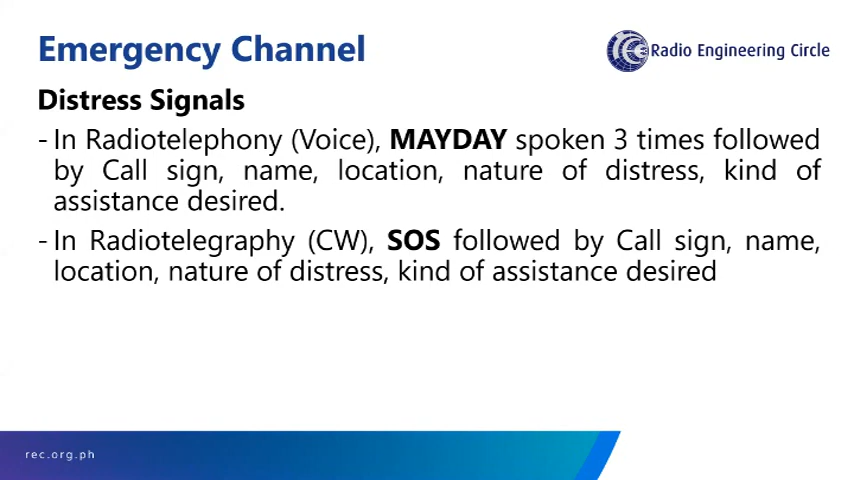 Emergency Channel
Radio Engineering Circle
Distress Signals
- In Radiotelephony (Voice), MAYDAY spoken 3 times followed
by Call sign, name, location, nature of distress, kind of
assistance desired.
- In Radiotelegraphy (CW), SOS followed by Call sign, name,
location, nature of distress, kind of assistance desired
rec.org.ph